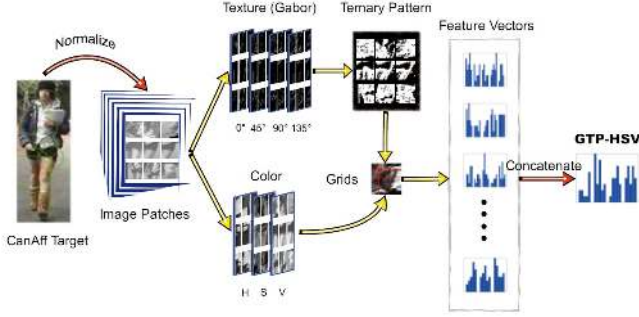 Texture (Gabor)
Ternary Pattern
Normalize
Feature Vectors
0° 45° 90° 135°
GTP-HSV
Color
Grids
Concatenate
Image Patches
CanAff Target
H S V